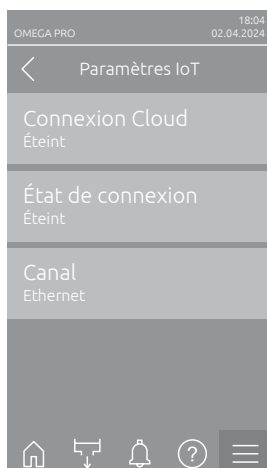 18:04
OMEGA PRO 02.04.2024
Paramètres IoT
Connexion Cloud
Éteint
État de connexion
Éteint
Canal
Ethernet
?